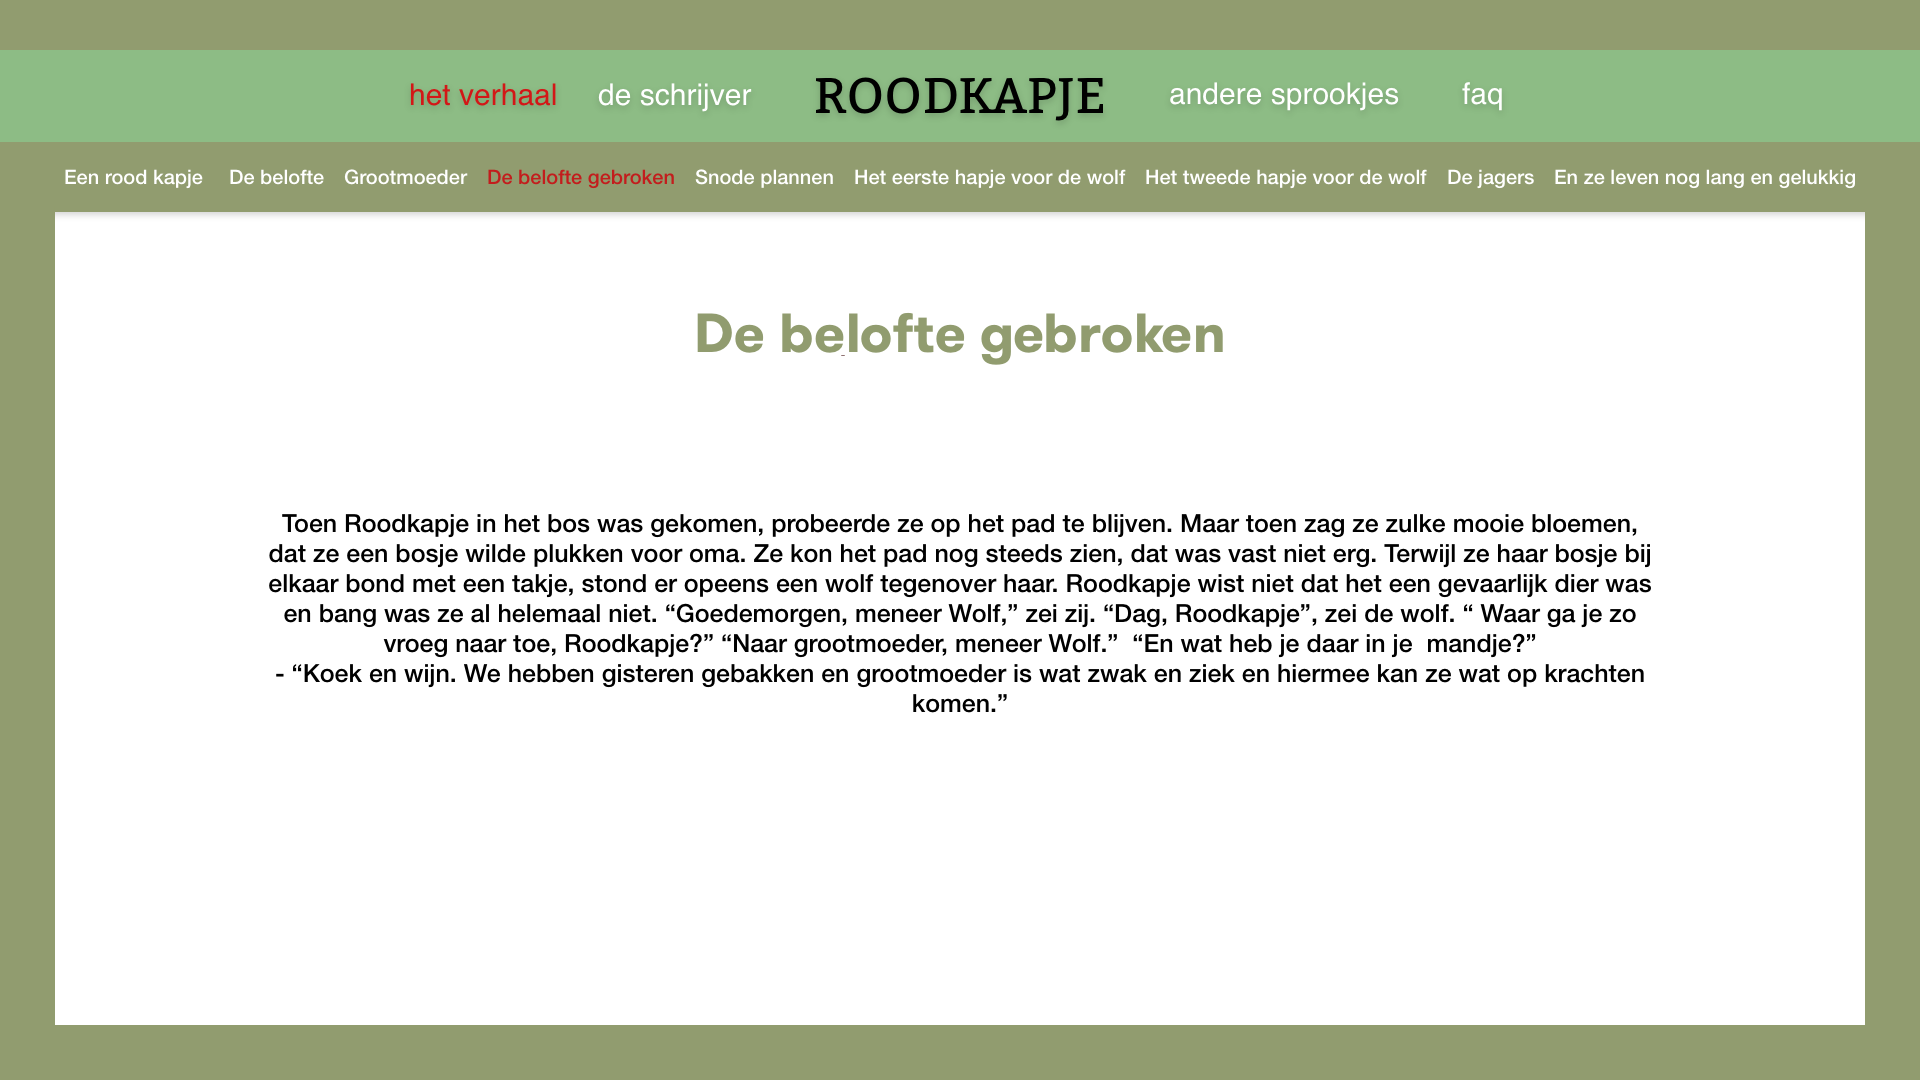 het verhaal de schrijver ROODKAPJE andere sprookjes faq
Een rood kapje De belofte Grootmoeder De belofte gebroken Snode plannen Het eerste hapje voor de wolf Het tweede hapje voor de wolf De jagers En ze leven nog lang en gelukkig
De belofte gebroken
Toen Roodkapje in het bos was gekomen, probeerde ze op het pad te blijven. Maar toen zag ze zulke mooie bloemen,
dat ze een bosje wilde plukken voor oma. Ze kon het pad nog steeds zien, dat was vast niet erg. Terwijl ze haar bosje bij
elkaar bond met een takje, stond er opeens een wolf tegenover haar. Roodkapje wist niet dat het een gevaarlijk dier was
en bang was ze al helemaal niet. “Goedemorgen, meneer Wolf,” zei zij. “Dag, Roodkapje”, zei de wolf. “ Waar ga je zo
vroeg naar toe, Roodkapje?” “Naar grootmoeder, meneer Wolf.”  “En wat heb je daar in je  mandje?”
- “Koek en wijn. We hebben gisteren gebakken en grootmoeder is wat zwak en ziek en hiermee kan ze wat op krachten
komen.”